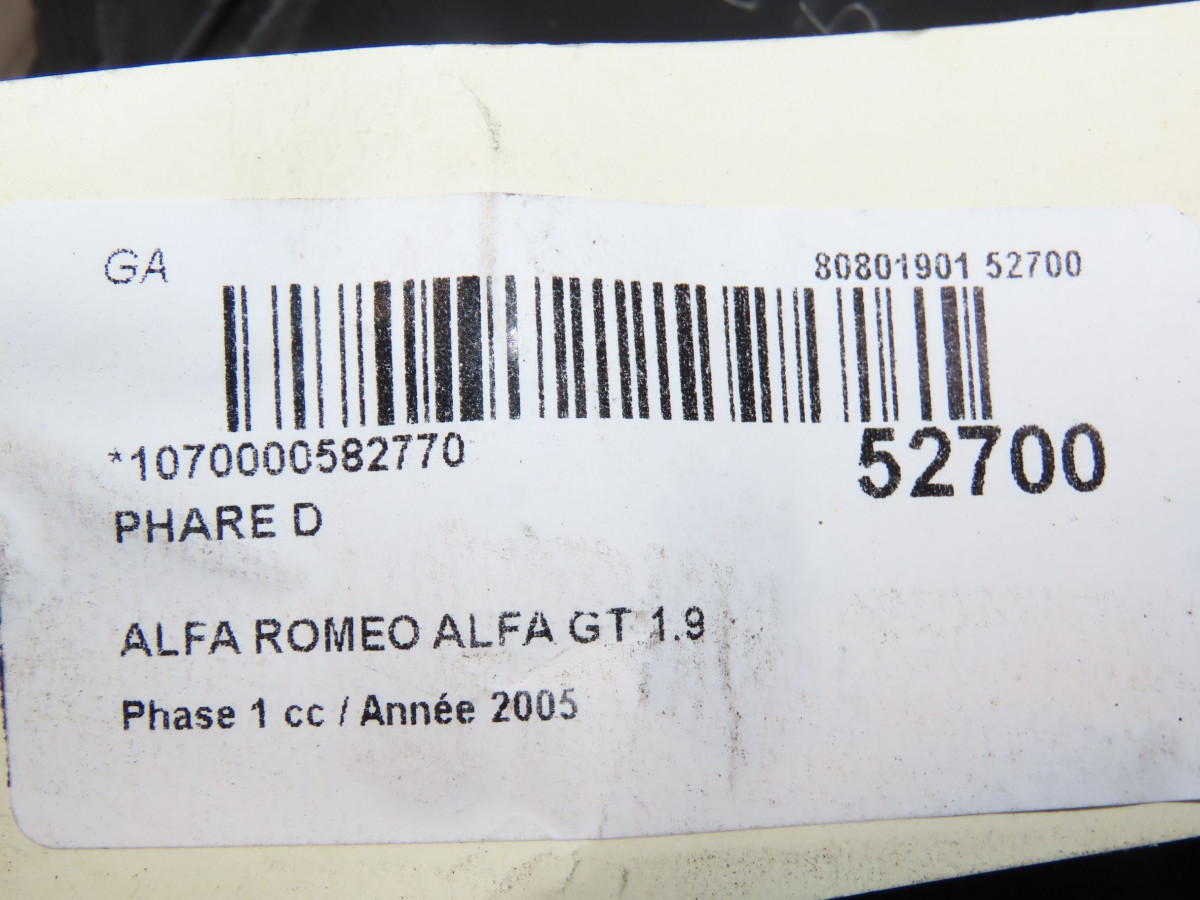 GA 80801901 52700
*1070000582770 52700
PHARE D
ALFA ROMEO ALFA GT 1.9
Phase 1 cc / Année 2005